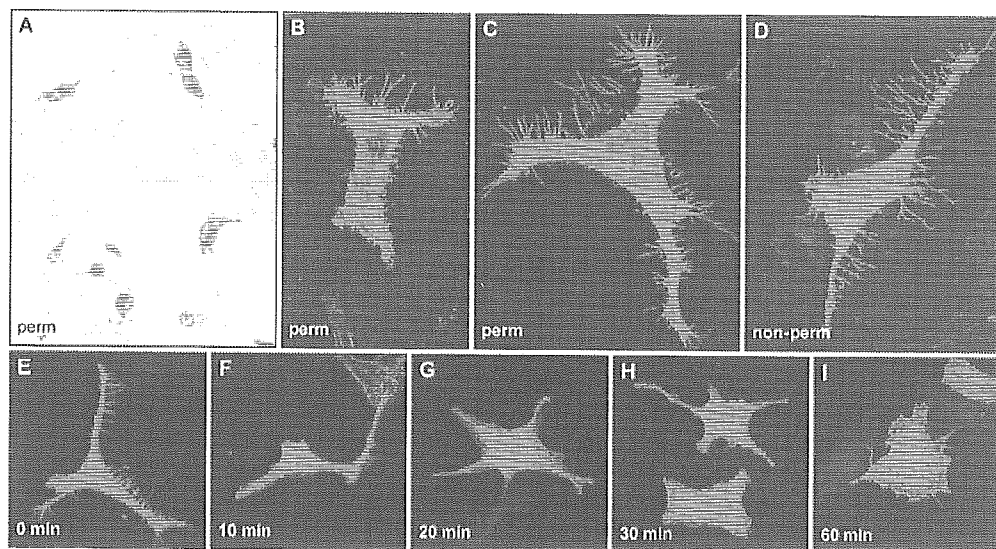 A
perm
B
perm
C
perm
D
non-perm
E
0 min
F
10 min
G
20 min
H
30 min
I
60 min